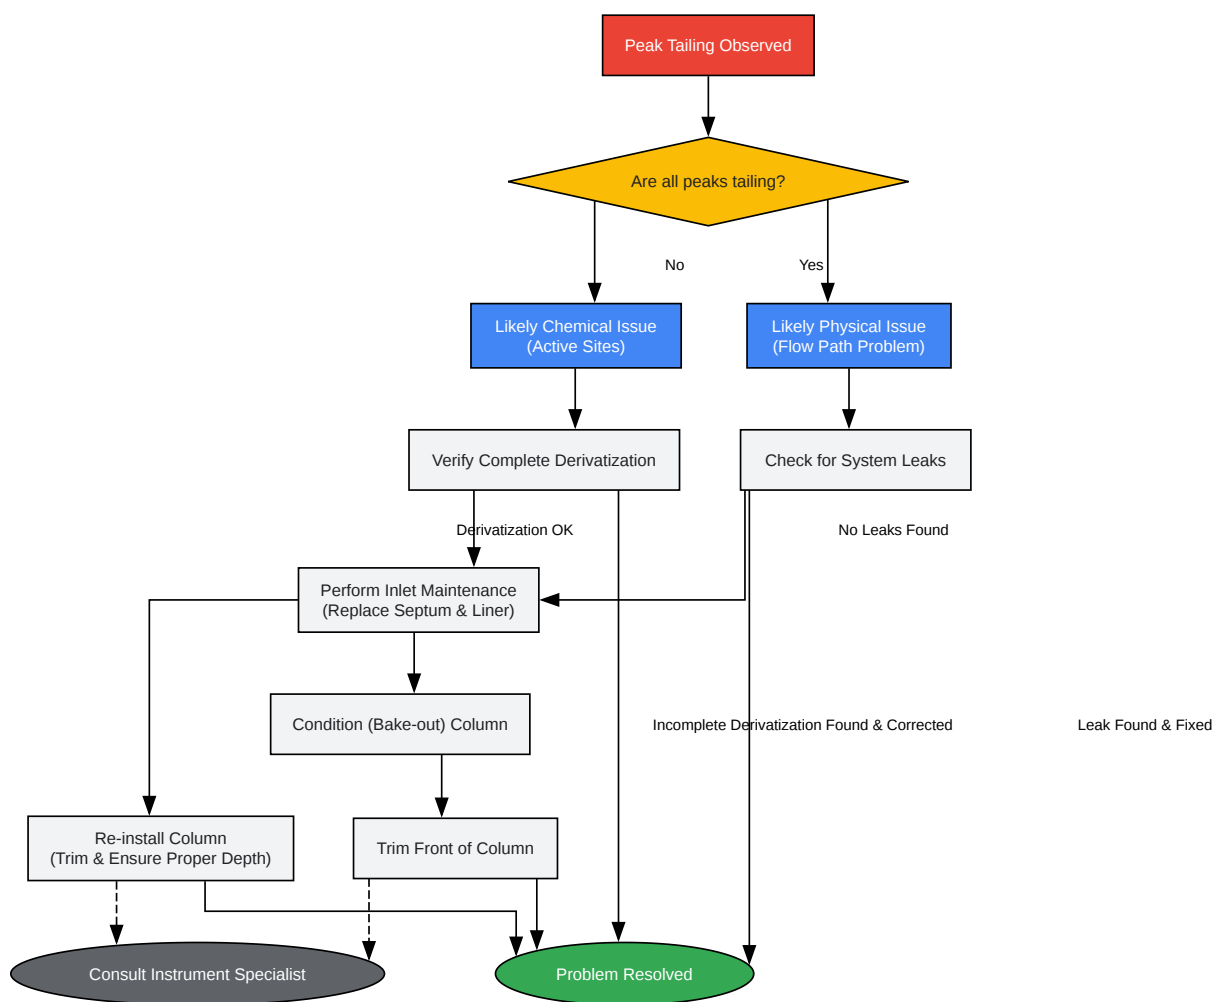 Peak Tailing Observed
Are all peaks tailing?
No
Yes
Likely Chemical Issue
(Active Sites)
Likely Physical Issue
(Flow Path Problem)
Verify Complete Derivatization
Check for System Leaks
Derivatization OK
No Leaks Found
Perform Inlet Maintenance
(Replace Septum & Liner)
Condition (Bake-out) Column
Incomplete Derivatization Found & Corrected
Leak Found & Fixed
Re-install Column
(Trim & Ensure Proper Depth)
Trim Front of Column
Consult Instrument Specialist
Problem Resolved